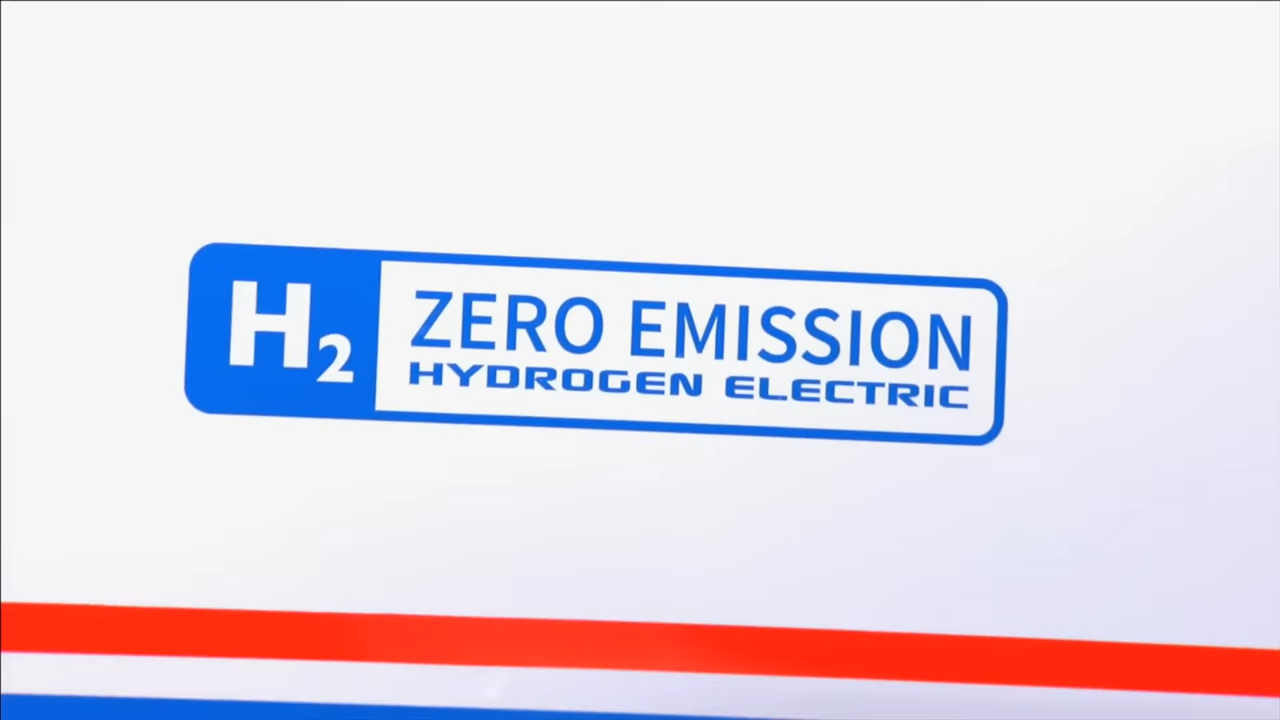 H₂
ZERO EMISSION
HYDROGEN ELECTRIC